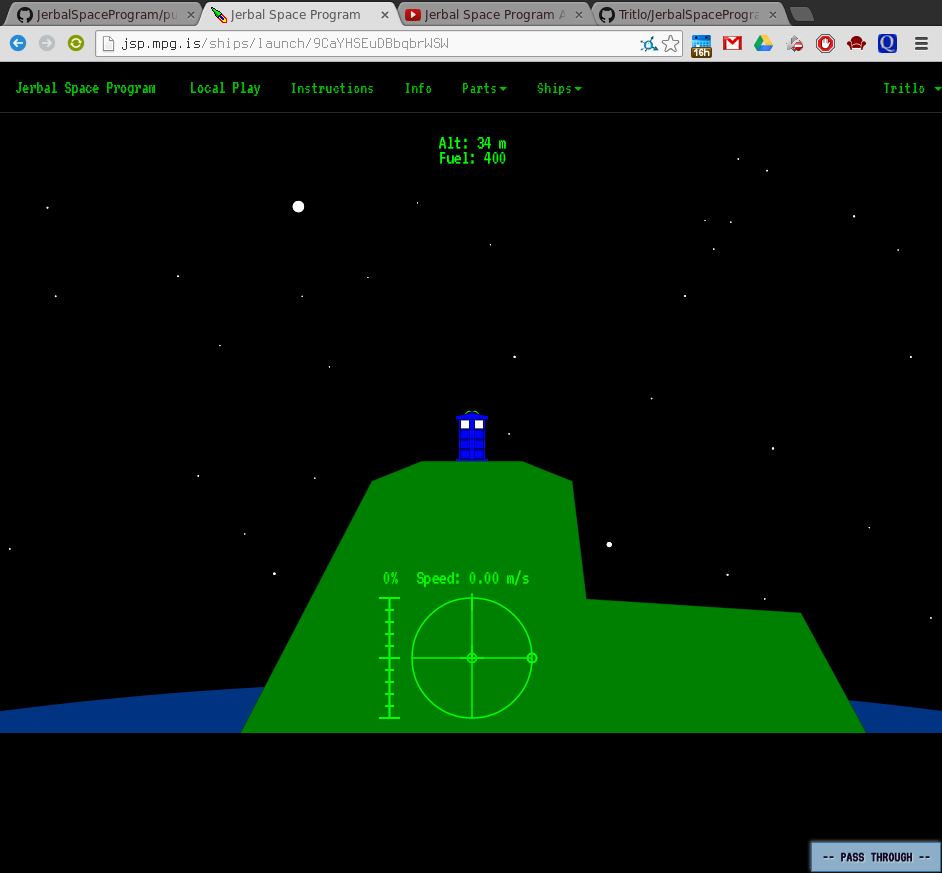 JerbalSpaceProgram/pu
Jerbal Space Program
Jerbal Space Program A
Tritlo/JerbalSpaceProgra
jsp.mpg.is/ships/launch/9CaYHSEuDBbqbrWSW
16h
Q
Jerbal Space Program Local Play Instructions Info Parts Ships Tritlo
Alt: 34 m
Fuel: 400
0% Speed: 0.00 m/s
-- PASS THROUGH --